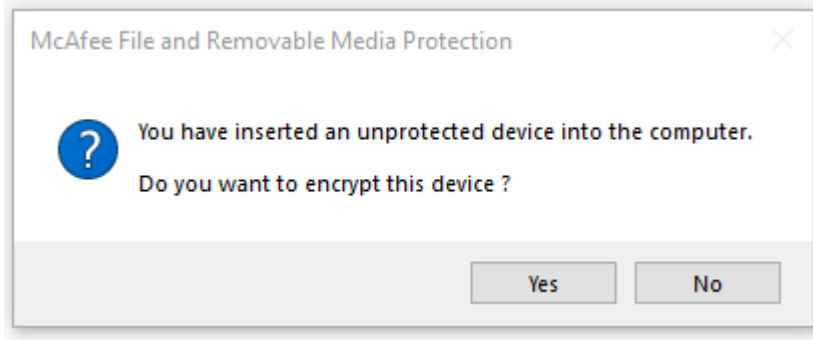 McAfee File and Removable Media Protection
?
You have inserted an unprotected device into the computer.
Do you want to encrypt this device ?
Yes No